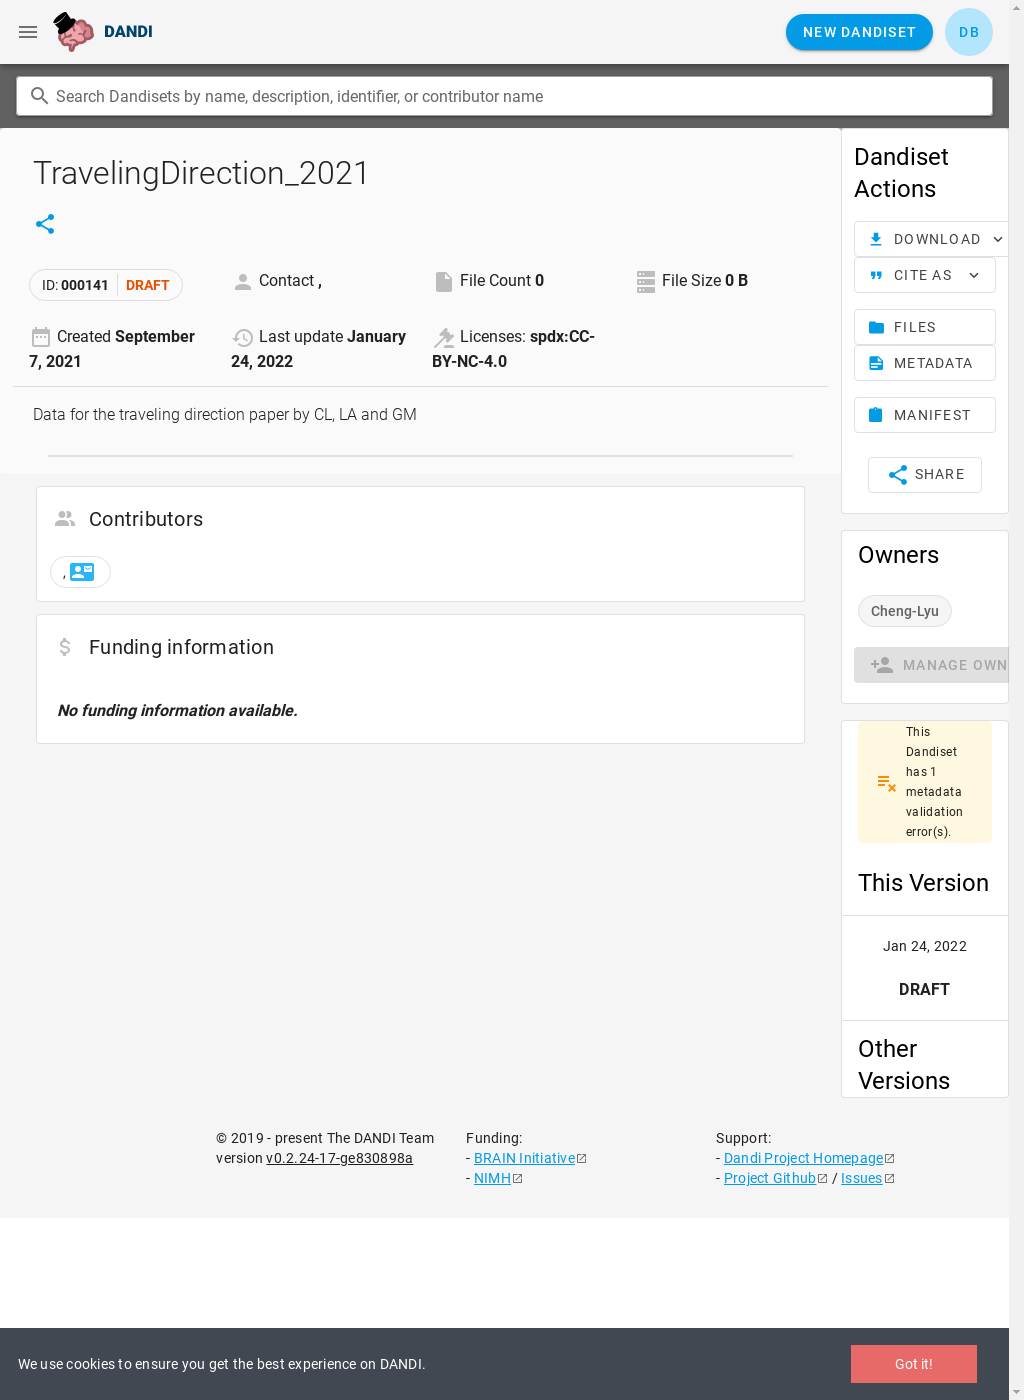 DANDI
NEW DANDISET
DB
Search Dandisets by name, description, identifier, or contributor name
TravelingDirection_2021
ID: 000141 DRAFT
Contact ,
File Count 0
File Size 0 B
Created September 7, 2021
Last update January 24, 2022
Licenses: spdx:CC-BY-NC-4.0
Data for the traveling direction paper by CL, LA and GM
Contributors
,
Funding information
No funding information available.
Dandiset
Actions
DOWNLOAD
CITE AS
FILES
METADATA
MANIFEST
SHARE
Owners
Cheng-Lyu
MANAGE OWN
This
Dandiset
has 1
metadata
validation
error(s).
This Version
Jan 24, 2022
DRAFT
Other
Versions
© 2019 - present The DANDI Team
version v0.2.24-17-ge830898a
Funding:
- BRAIN Initiative
- NIMH
Support:
- Dandi Project Homepage
- Project Github / Issues
We use cookies to ensure you get the best experience on DANDI.
Got it!